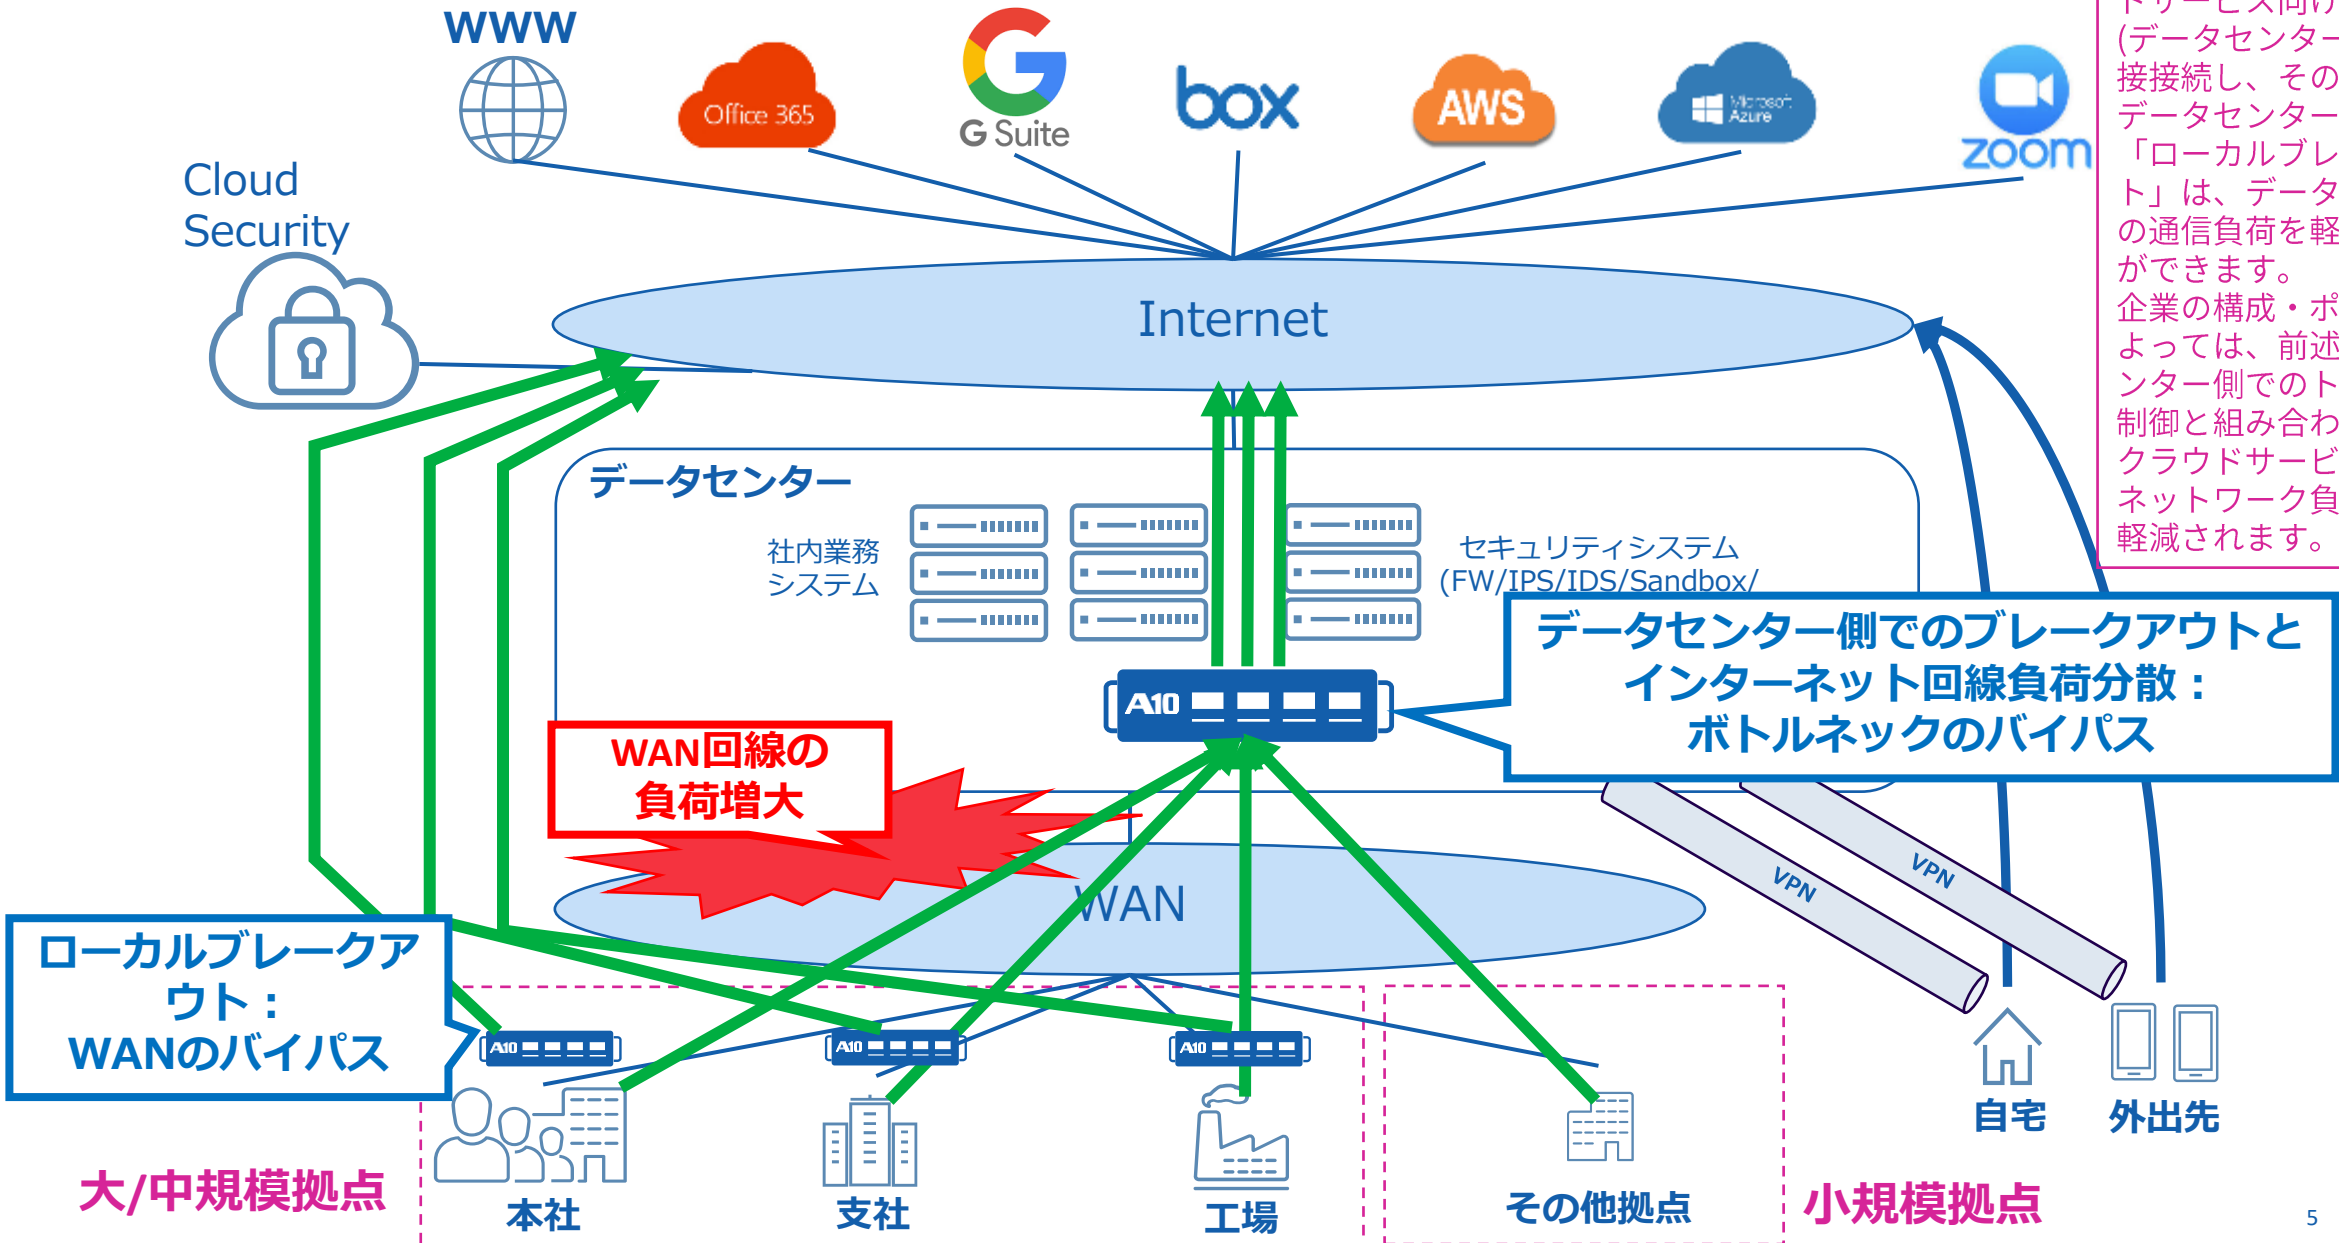 WWW
Office 365
G Suite
box
AWS
Microsoft
Azure
zoom
トサービス向け
(データセンター
接接続し、その
データセンター
「ローカルブレ
ト」は、データ
の通信負荷を軽
ができます。
企業の構成・ポ
よっては、前述
ンター側でのト
制御と組み合わ
クラウドサービ
ネットワーク負
軽減されます。
Cloud
Security
Internet
データセンター
社内業務
システム
セキュリティシステム
(FW/IPS/IDS/Sandbox/
データセンター側でのブレークアウトと
インターネット回線負荷分散：
ボトルネックのバイパス
A10
WAN回線の
負荷増大
WAN
VPN
VPN
ローカルブレークア
ウト：
WANのバイパス
A10
A10
A10
自宅
外出先
大/中規模拠点
本社
支社
工場
その他拠点
小規模拠点
5